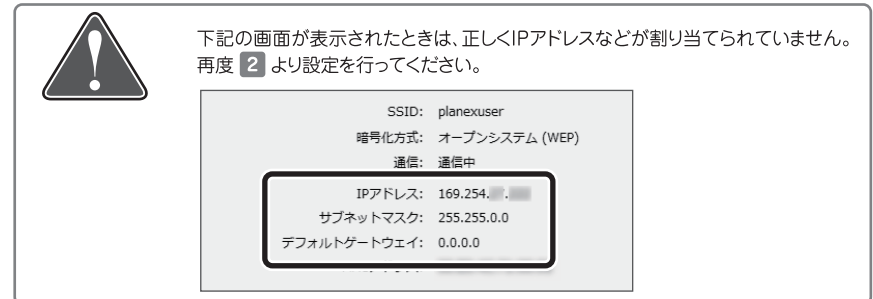 下記の画面が表示されたときは、正しくIPアドレスなどが割り当てられていません。
再度 2 より設定を行ってください。
SSID: planexuser
暗号化方式: オープンシステム (WEP)
通信: 通信中
IPアドレス: 169.254.
サブネットマスク: 255.255.0.0
デフォルトゲートウェイ: 0.0.0.0